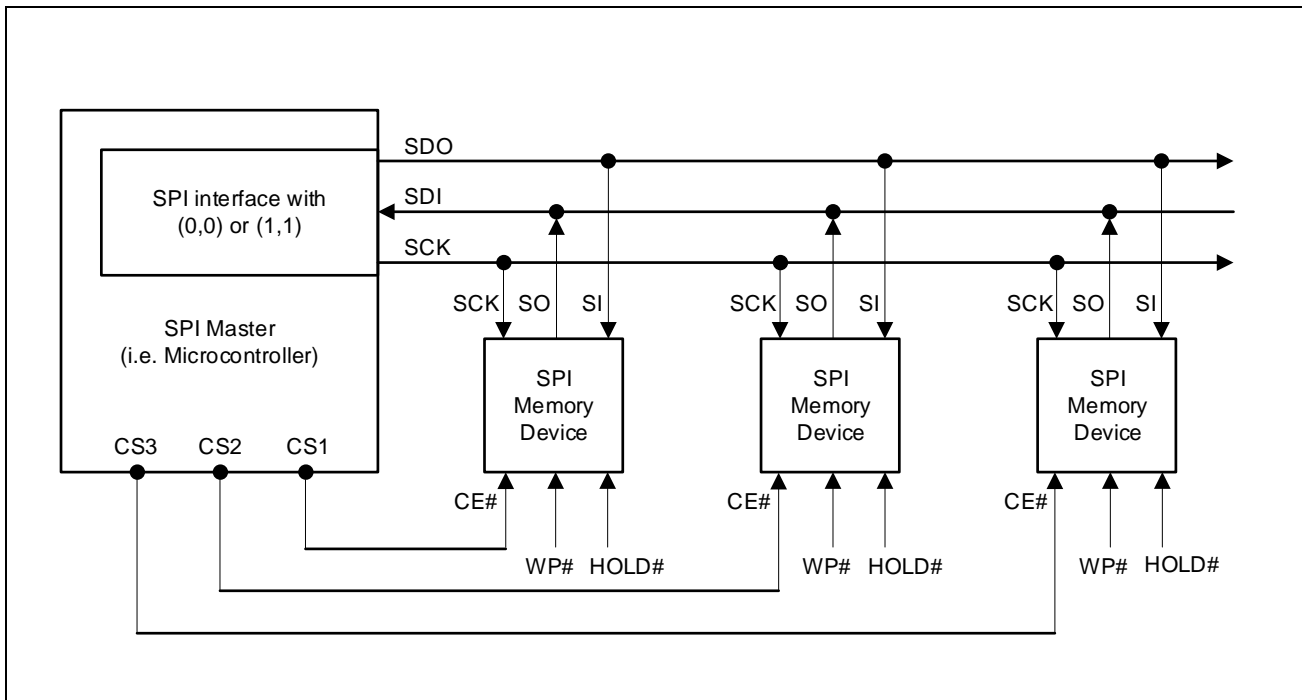 SDO
SPI interface with
(0,0) or (1,1)
SDI
SCK
SPI Master
(i.e. Microcontroller)
SCK SO SI
SCK SO SI
SCK SO SI
SPI
Memory
Device
SPI
Memory
Device
SPI
Memory
Device
CS3 CS2 CS1
CE#
WP# HOLD#
CE#
WP# HOLD#
CE#
WP# HOLD#